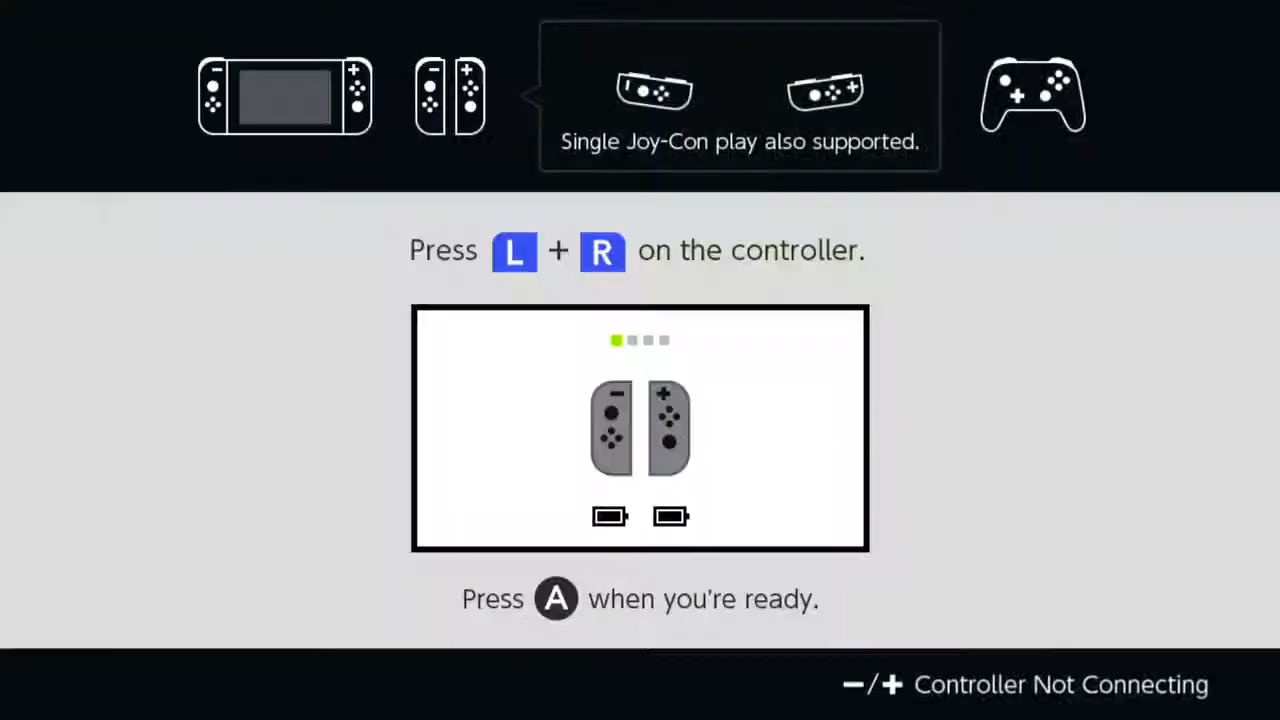 Single Joy-Con play also supported.
Press L + R on the controller.
Press A when you're ready.
−/+ Controller Not Connecting